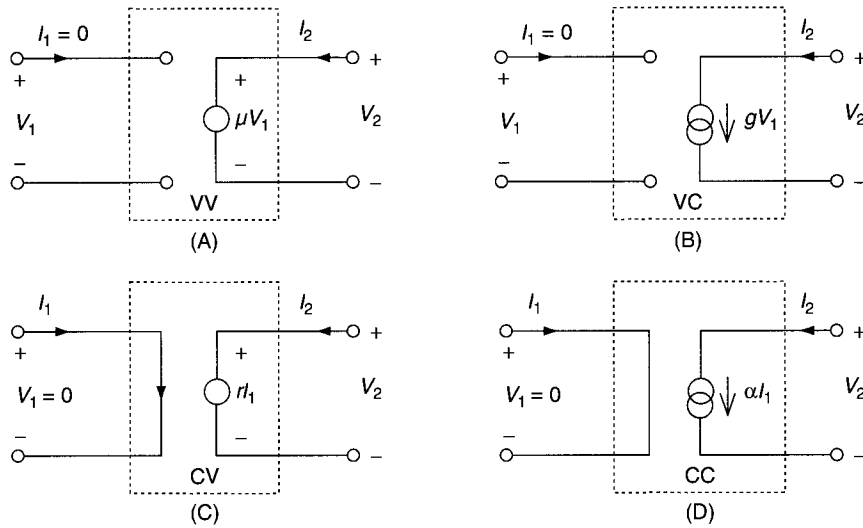 I₁ = 0
I₂
+
V₁
−
+
μV₁
−
+
V₂
−
VV
(A)
I₁ = 0
I₂
+
V₁
−
gV₁
+
V₂
−
VC
(B)
I₁
I₂
+
V₁ = 0
−
+
rI₁
−
+
V₂
−
CV
(C)
I₁
I₂
+
V₁ = 0
−
αI₁
+
V₂
−
CC
(D)